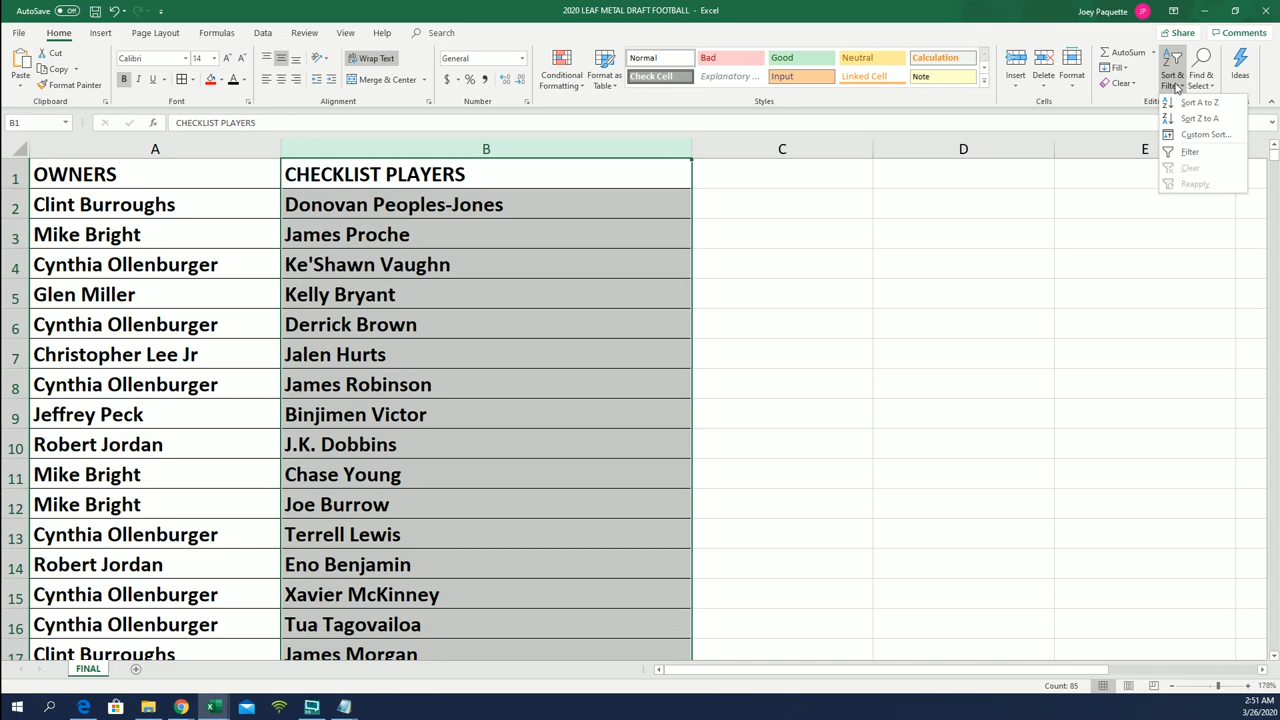 AutoSave Off 2020 LEAF METAL DRAFT FOOTBALL - Excel Joey Paquette JP
File Home Insert Page Layout Formulas Data Review View Help Search Share Comments
Paste Cut Copy Format Painter Clipboard
Calibri 14 B I U Font
Wrap Text Merge & Center Alignment
General $ % Number
Conditional Formatting Format as Table
Normal Bad Good Neutral Calculation
Check Cell Explanatory ... Input Linked Cell Note
Styles
Insert Delete Format Cells
AutoSum Fill Clear
Sort & Filter Find & Select Ideas
Editi
Sort A to Z
Sort Z to A
Custom Sort...
Filter
Clear
Reapply
B1 fx CHECKLIST PLAYERS
A B C D E
1 OWNERS CHECKLIST PLAYERS
2 Clint Burroughs Donovan Peoples-Jones
3 Mike Bright James Proche
4 Cynthia Ollenburger Ke'Shawn Vaughn
5 Glen Miller Kelly Bryant
6 Cynthia Ollenburger Derrick Brown
7 Christopher Lee Jr Jalen Hurts
8 Cynthia Ollenburger James Robinson
9 Jeffrey Peck Binjimen Victor
10 Robert Jordan J.K. Dobbins
11 Mike Bright Chase Young
12 Mike Bright Joe Burrow
13 Cynthia Ollenburger Terrell Lewis
14 Robert Jordan Eno Benjamin
15 Cynthia Ollenburger Xavier McKinney
16 Cynthia Ollenburger Tua Tagovailoa
17 Clint Burroughs James Morgan
FINAL
Count: 85 178%
2:51 AM
3/26/2020